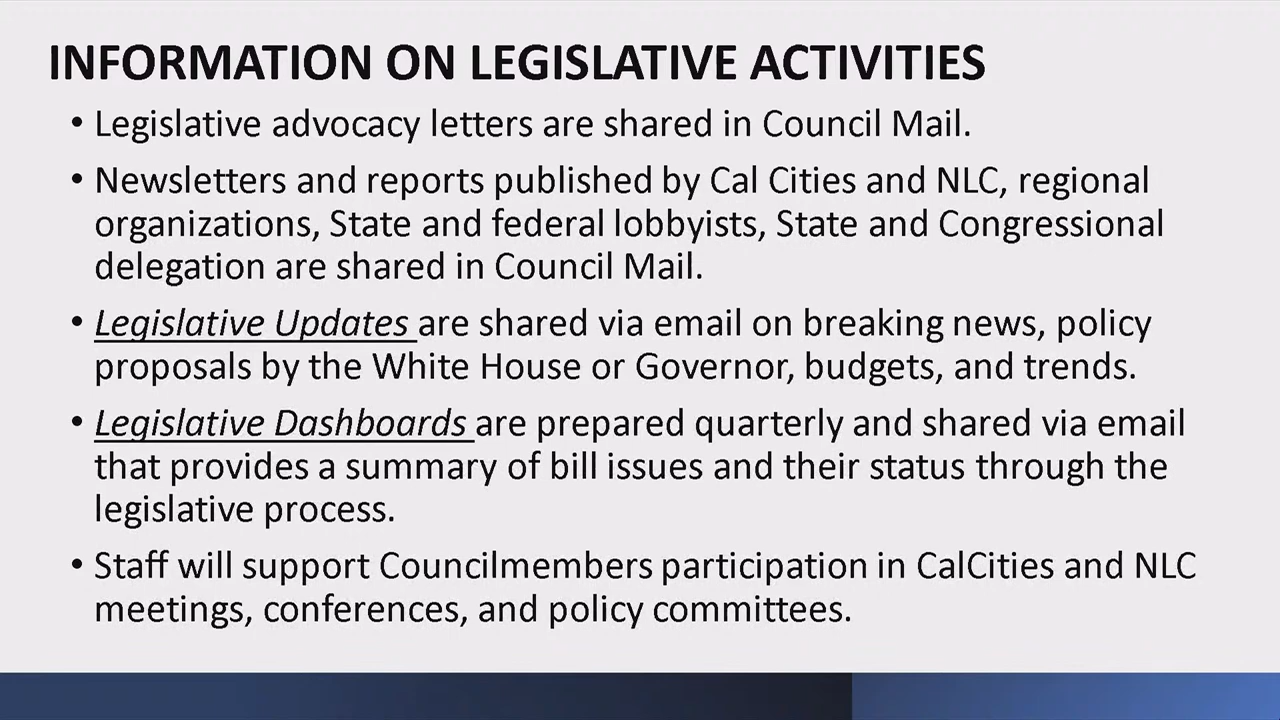 INFORMATION ON LEGISLATIVE ACTIVITIES
• Legislative advocacy letters are shared in Council Mail.
• Newsletters and reports published by Cal Cities and NLC, regional
organizations, State and federal lobbyists, State and Congressional
delegation are shared in Council Mail.
• Legislative Updates are shared via email on breaking news, policy
proposals by the White House or Governor, budgets, and trends.
• Legislative Dashboards are prepared quarterly and shared via email
that provides a summary of bill issues and their status through the
legislative process.
• Staff will support Councilmembers participation in CalCities and NLC
meetings, conferences, and policy committees.